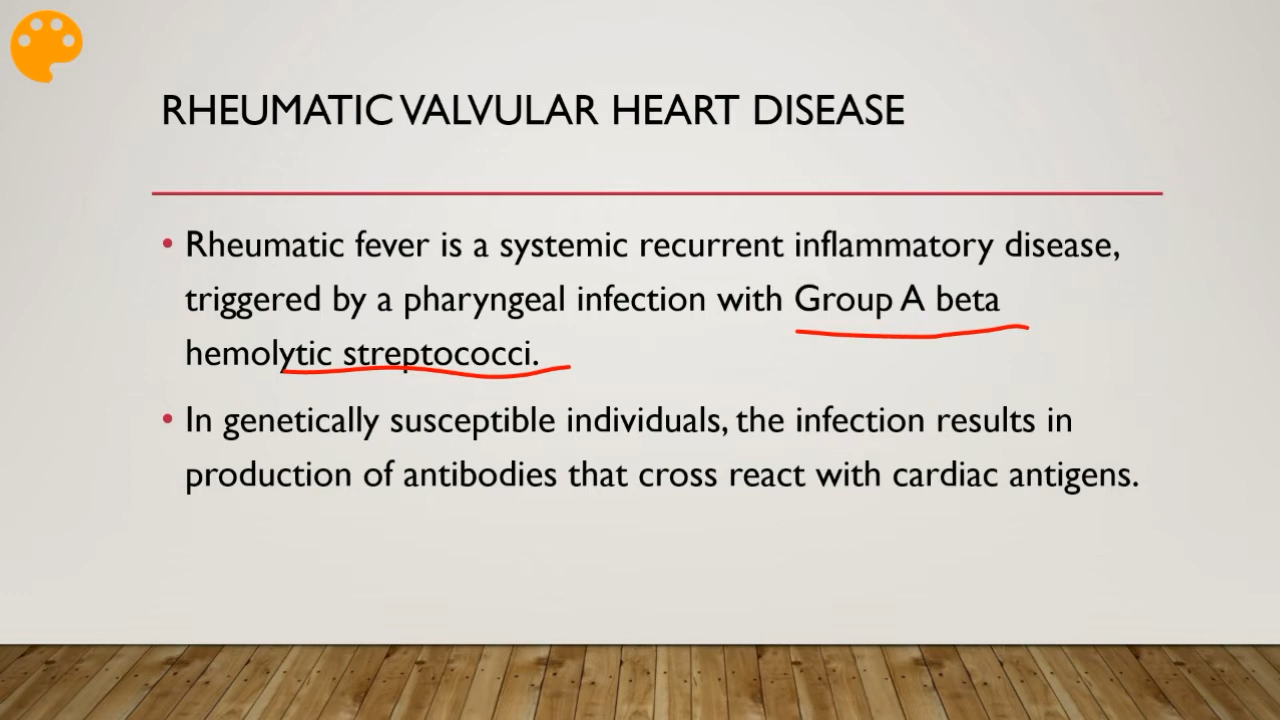 RHEUMATIC VALVULAR HEART DISEASE
• Rheumatic fever is a systemic recurrent inflammatory disease,
triggered by a pharyngeal infection with Group A beta
hemolytic streptococci.
• In genetically susceptible individuals, the infection results in
production of antibodies that cross react with cardiac antigens.